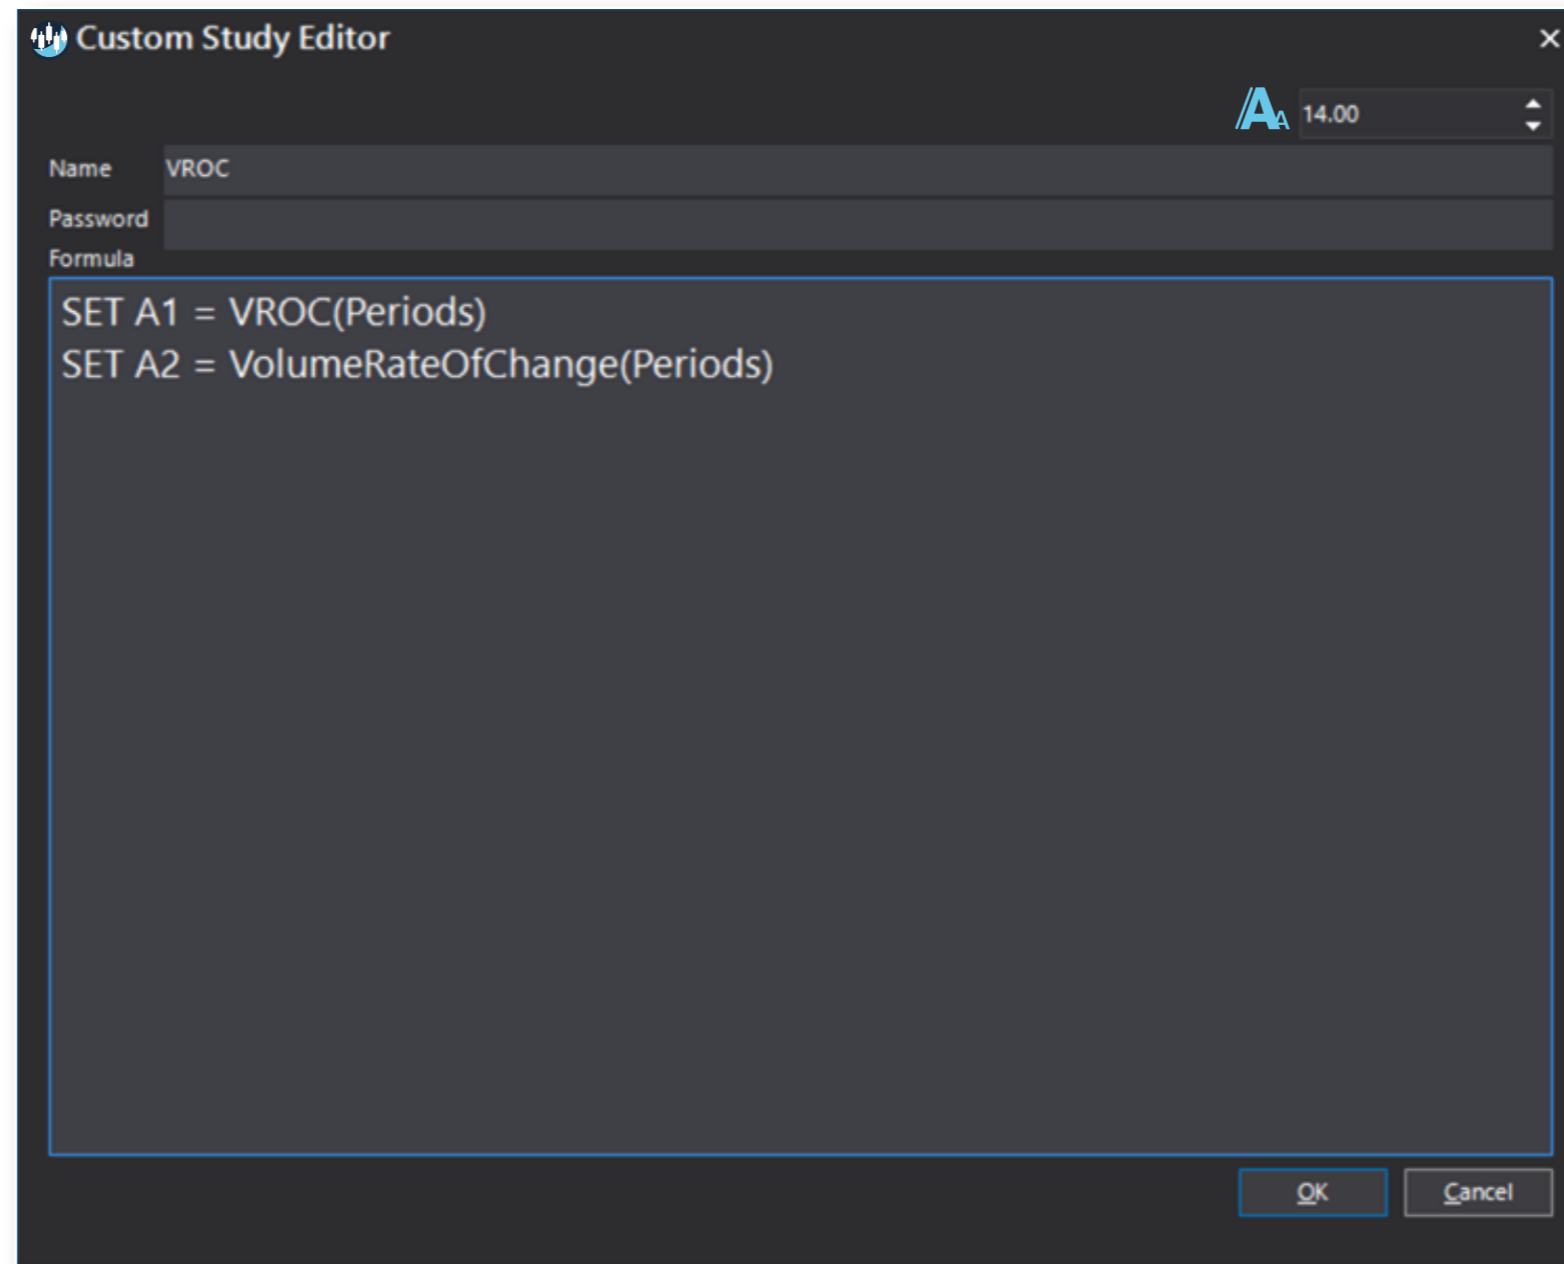 Custom Study Editor
14.00
Name VROC
Password
Formula
SET A1 = VROC(Periods)
SET A2 = VolumeRateOfChange(Periods)
OK Cancel